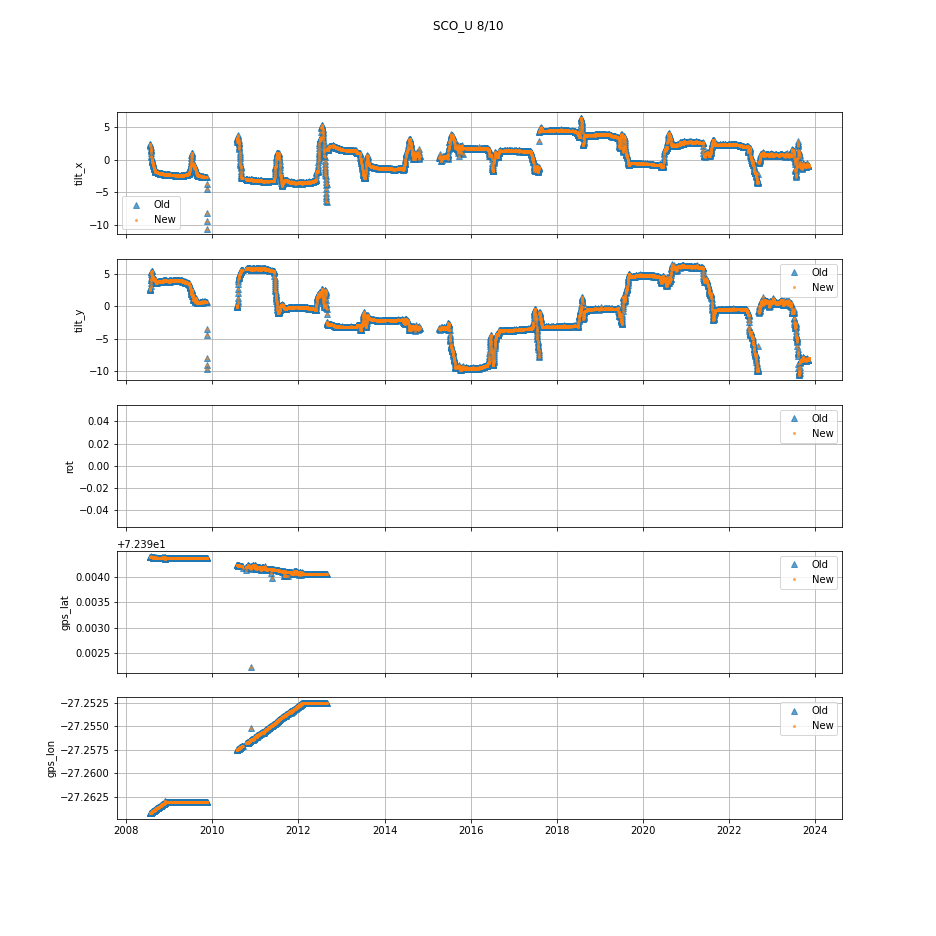 SCO_U 8/10
5
0
−5
−10
tilt_x
Old
New
5
0
−5
−10
tilt_y
Old
New
0.04
0.02
0.00
−0.02
−0.04
rot
Old
New
+7.239e1
0.0040
0.0035
0.0030
0.0025
gps_lat
Old
New
−27.2525
−27.2550
−27.2575
−27.2600
−27.2625
gps_lon
Old
New
2008 2010 2012 2014 2016 2018 2020 2022 2024